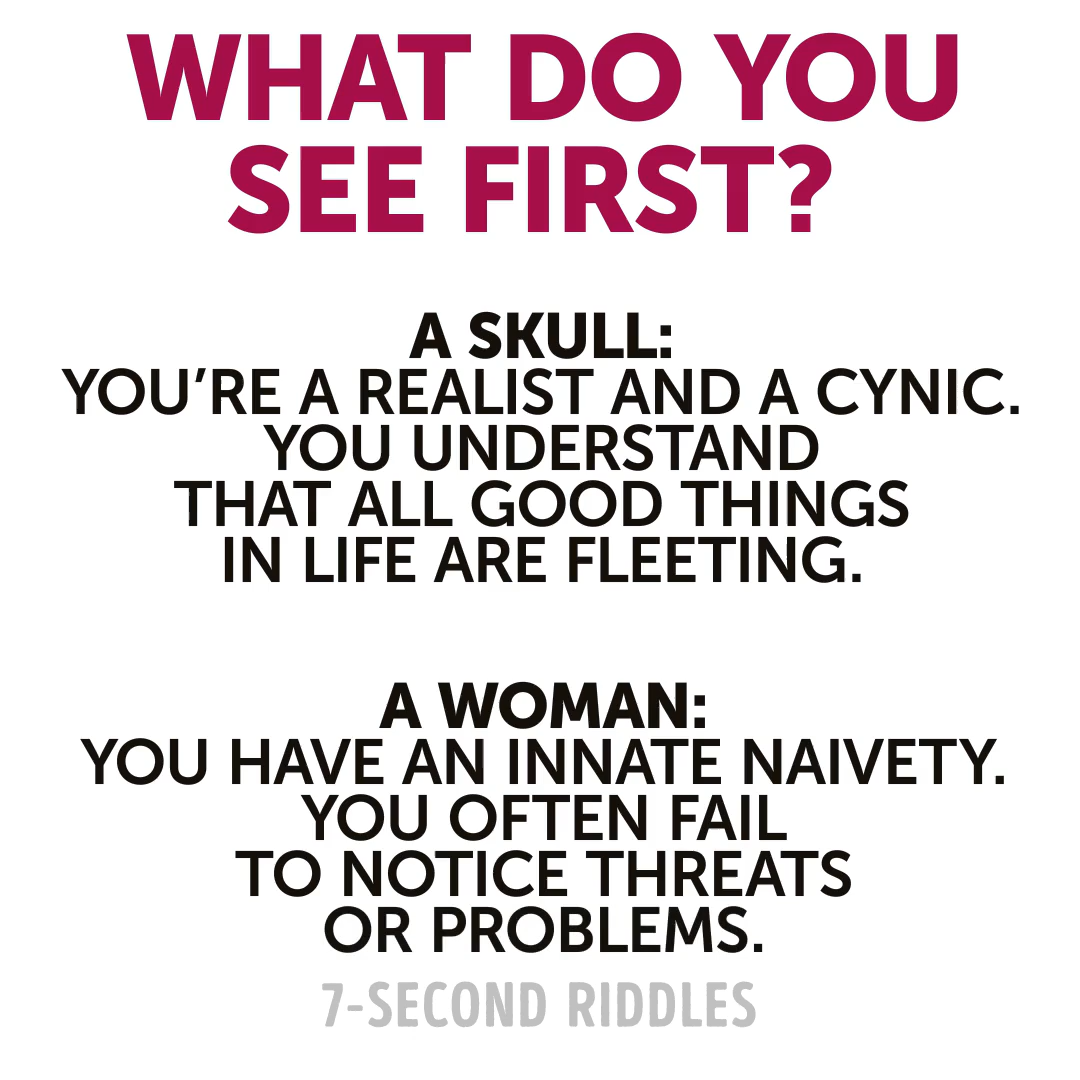 WHAT DO YOU
SEE FIRST?
A SKULL:
YOU’RE A REALIST AND A CYNIC.
YOU UNDERSTAND
THAT ALL GOOD THINGS
IN LIFE ARE FLEETING.
A WOMAN:
YOU HAVE AN INNATE NAIVETY.
YOU OFTEN FAIL
TO NOTICE THREATS
OR PROBLEMS.
7-SECOND RIDDLES